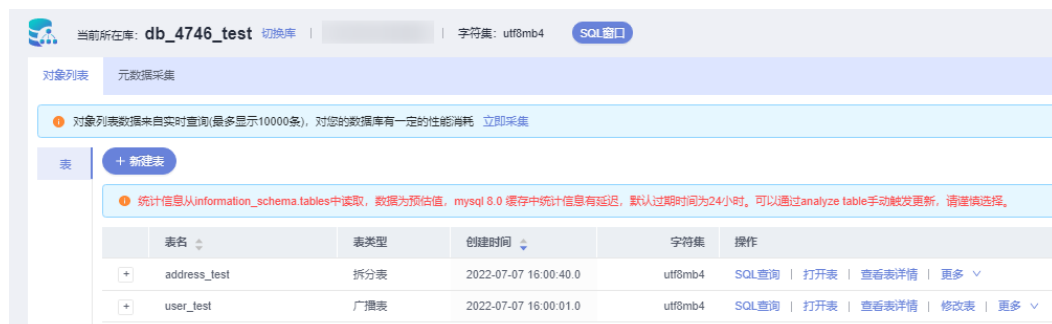 当前所在库: db_4746_test 切换库 | | 字符集: utf8mb4 SQL窗口
对象列表 元数据采集
对象列表数据来自实时查询(最多显示10000条)，对您的数据库有一定的性能消耗 立即采集
表 + 新建表
统计信息从information_schema.tables中读取，数据为预估值，mysql 8.0 缓存中统计信息有延迟，默认过期时间为24小时。可以通过analyze table手动触发更新，请谨慎选择。
表名 表类型 创建时间 字符集 操作
+ address_test 拆分表 2022-07-07 16:00:40.0 utf8mb4 SQL查询 | 打开表 | 查看表详情 | 更多
+ user_test 广播表 2022-07-07 16:00:01.0 utf8mb4 SQL查询 | 打开表 | 查看表详情 | 修改表 | 更多